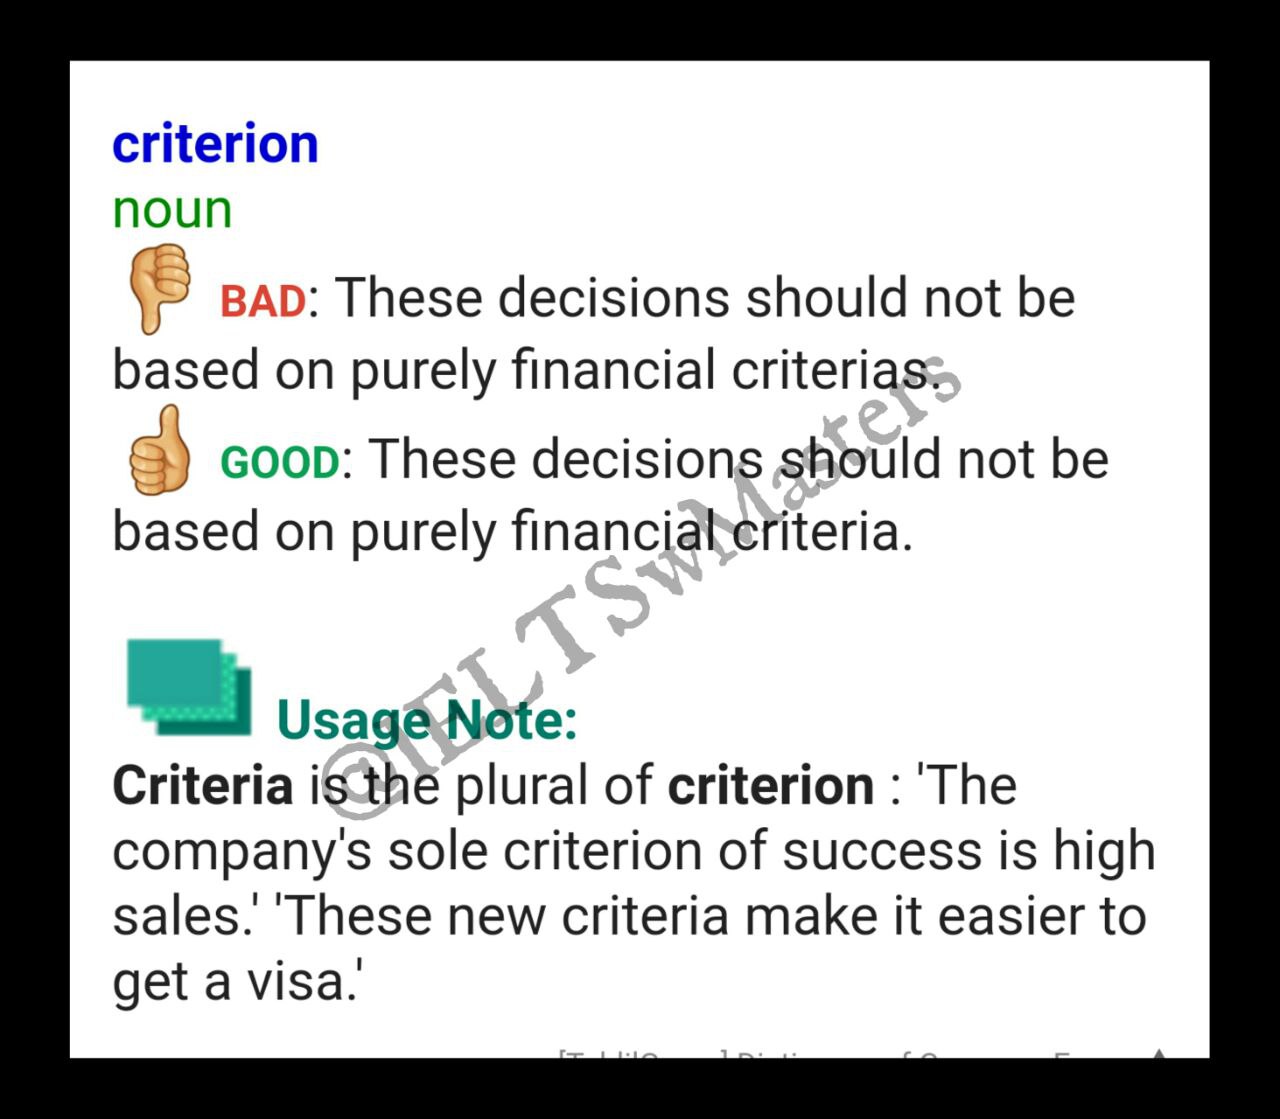 criterion
noun
BAD: These decisions should not be
based on purely financial criterias.
GOOD: These decisions should not be
based on purely financial criteria.
Usage Note:
Criteria is the plural of criterion : 'The
company's sole criterion of success is high
sales.' 'These new criteria make it easier to
get a visa.'
@IELTSwMasters